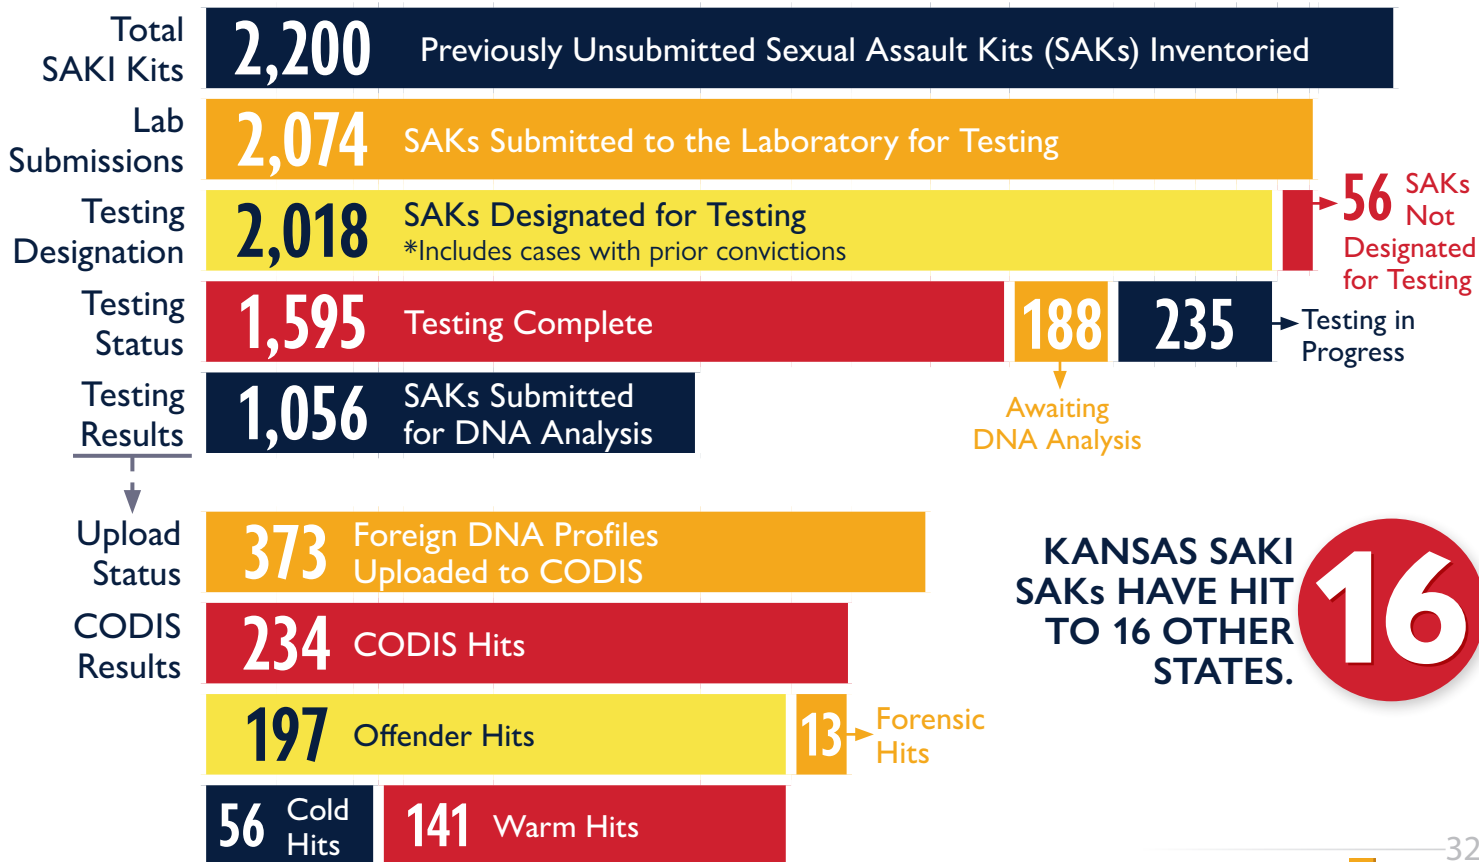 Total
SAKI Kits
2,200 Previously Unsubmitted Sexual Assault Kits (SAKs) Inventoried
Lab
Submissions
2,074 SAKs Submitted to the Laboratory for Testing
Testing
Designation
2,018 SAKs Designated for Testing
*Includes cases with prior convictions
56 SAKs
Not
Designated
for Testing
Testing
Status
1,595 Testing Complete
188
235
Testing in
Progress
Awaiting
DNA Analysis
Testing
Results
1,056 SAKs Submitted
for DNA Analysis
Upload
Status
373 Foreign DNA Profiles
Uploaded to CODIS
CODIS
Results
234 CODIS Hits
197 Offender Hits
13
Forensic
Hits
56 Cold
Hits
141 Warm Hits
KANSAS SAKI
SAKs HAVE HIT
TO 16 OTHER
STATES.
16
32